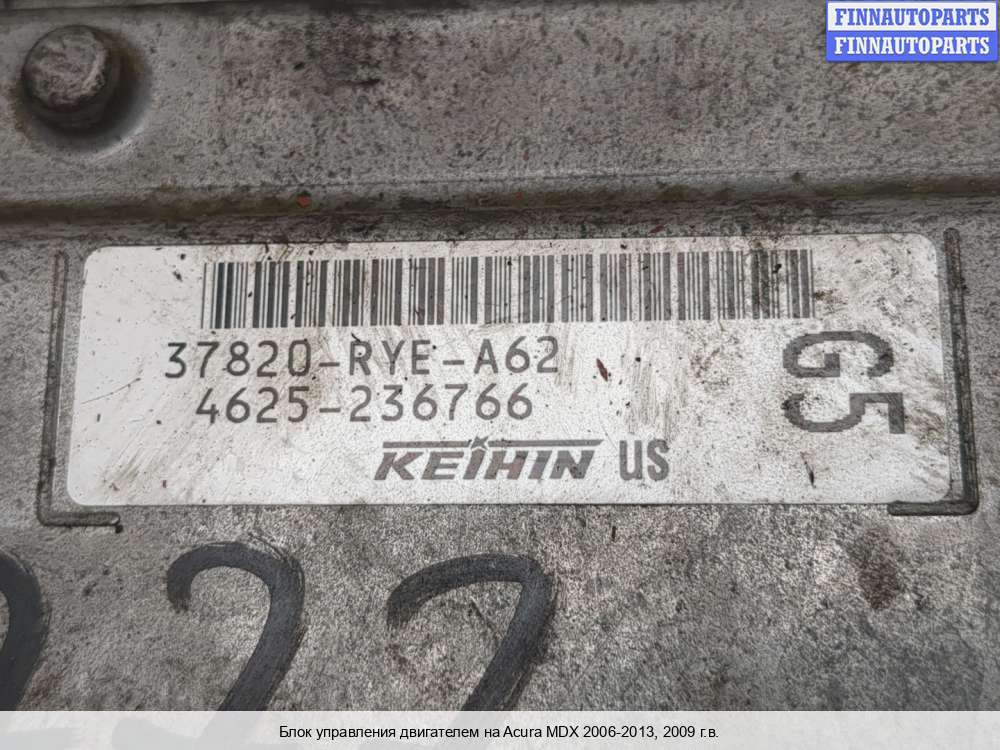 FINNAUTOPARTS
FINNAUTOPARTS
37820-RYE-A62
4625-236766
G5
KEIHIN US
Блок управления двигателем на Acura MDX 2006-2013, 2009 г.в.